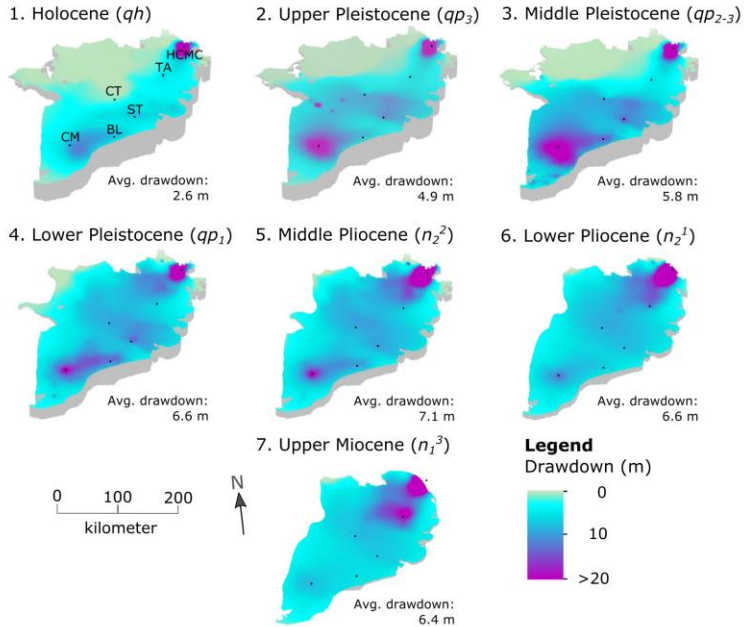 1. Holocene (qh)
2. Upper Pleistocene (qp₃)
3. Middle Pleistocene (qp₂₋₃)
HCMC
TA
CT
ST
CM
BL
Avg. drawdown:
2.6 m
Avg. drawdown:
4.9 m
Avg. drawdown:
5.8 m
4. Lower Pleistocene (qp₁)
5. Middle Pliocene (n₂²)
6. Lower Pliocene (n₂¹)
Avg. drawdown:
6.6 m
Avg. drawdown:
7.1 m
Avg. drawdown:
6.6 m
7. Upper Miocene (n₁³)
Avg. drawdown:
6.4 m
0 100 200
kilometer
N
Legend
Drawdown (m)
0
10
>20